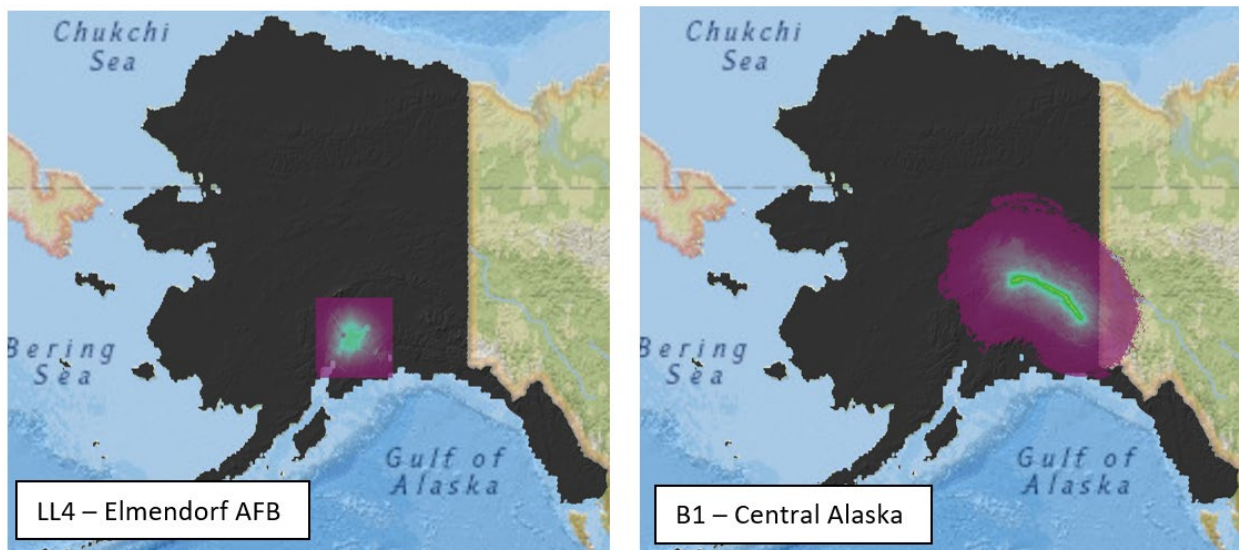 Chukchi
Sea
Bering
Sea
Gulf of
Alaska
LL4 – Elmendorf AFB
Chukchi
Sea
Bering
Sea
Gulf of
Alaska
B1 – Central Alaska